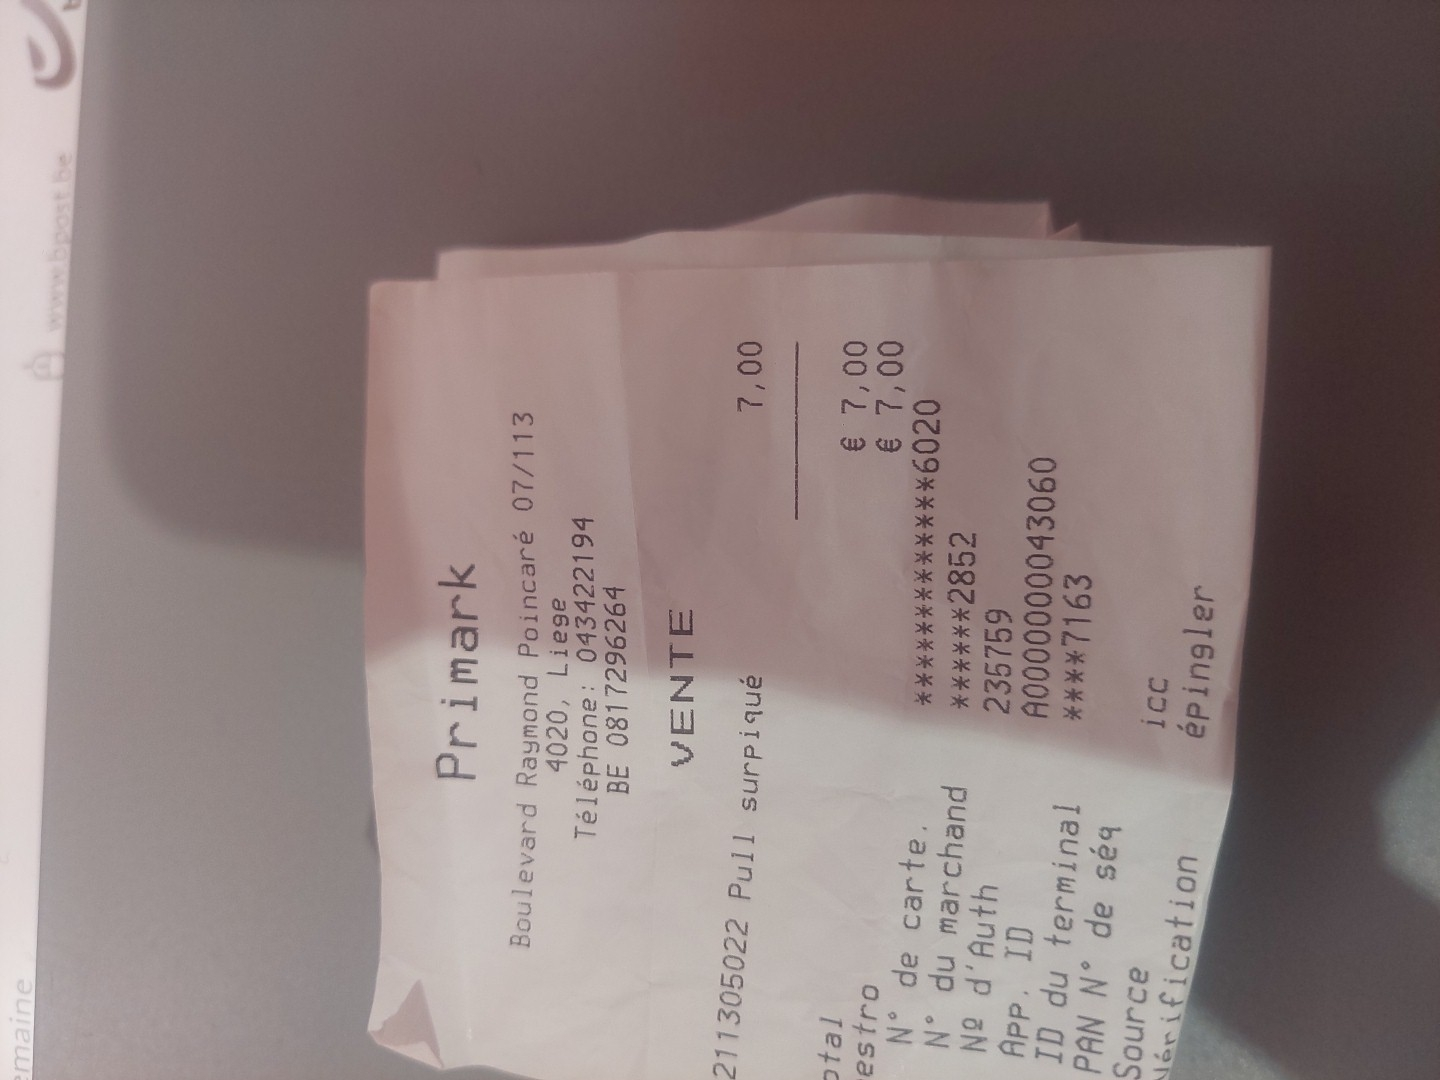 www.bpost.be
Primark
Boulevard Raymond Poincaré 07/113
4020, Liege
Téléphone: 043422194
BE 0817296264
VENTE
211305022 Pull surpiqué 7,00
otal € 7,00
estro € 7,00
N° de carte. ***************6020
N° du marchand ******2852
Nº d'Auth 235759
APP. ID A0000000043060
ID du terminal ****7163
PAN N° de séq
Source icc
Vérification épingler
emaine